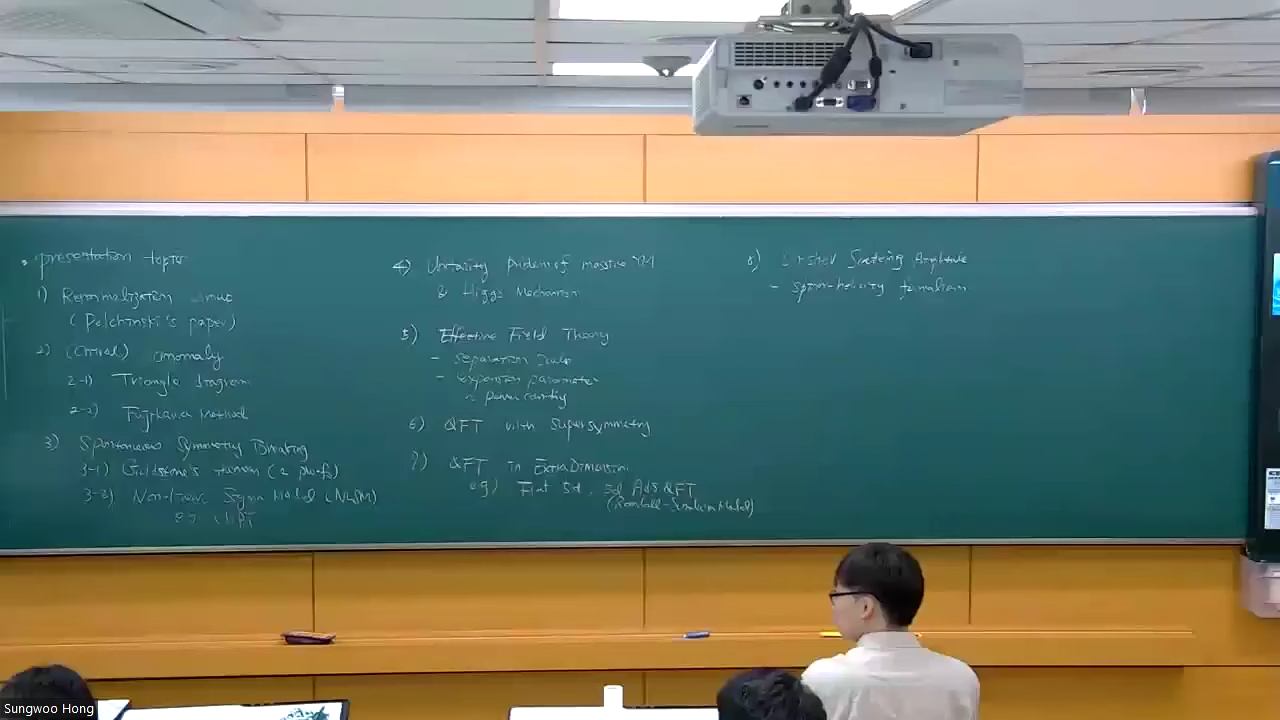 • presentation topic
1) Renormalization
(Polchinski's paper)
2) (Chiral) anomaly
2-1) Triangle diagram
2-2) Fujikawa Method
3) Spontaneous Symmetry Breaking
3-1) Goldstone's theorem (2 proofs)
3-2) Non-linear Sigma Model (NLSM)
4) Unitarity problem of massive YM
& Higgs Mechanism
5) Effective Field Theory
- separation scale
- expansion parameter
power counting
6) QFT with Supersymmetry
7) QFT in Extra Dimension
eg) Flat 5d, 5d AdS QFT
(Randall-Sundrum Model)
8) On-shell Scattering Amplitude
- spinor-helicity formalism
Sungwoo Hong